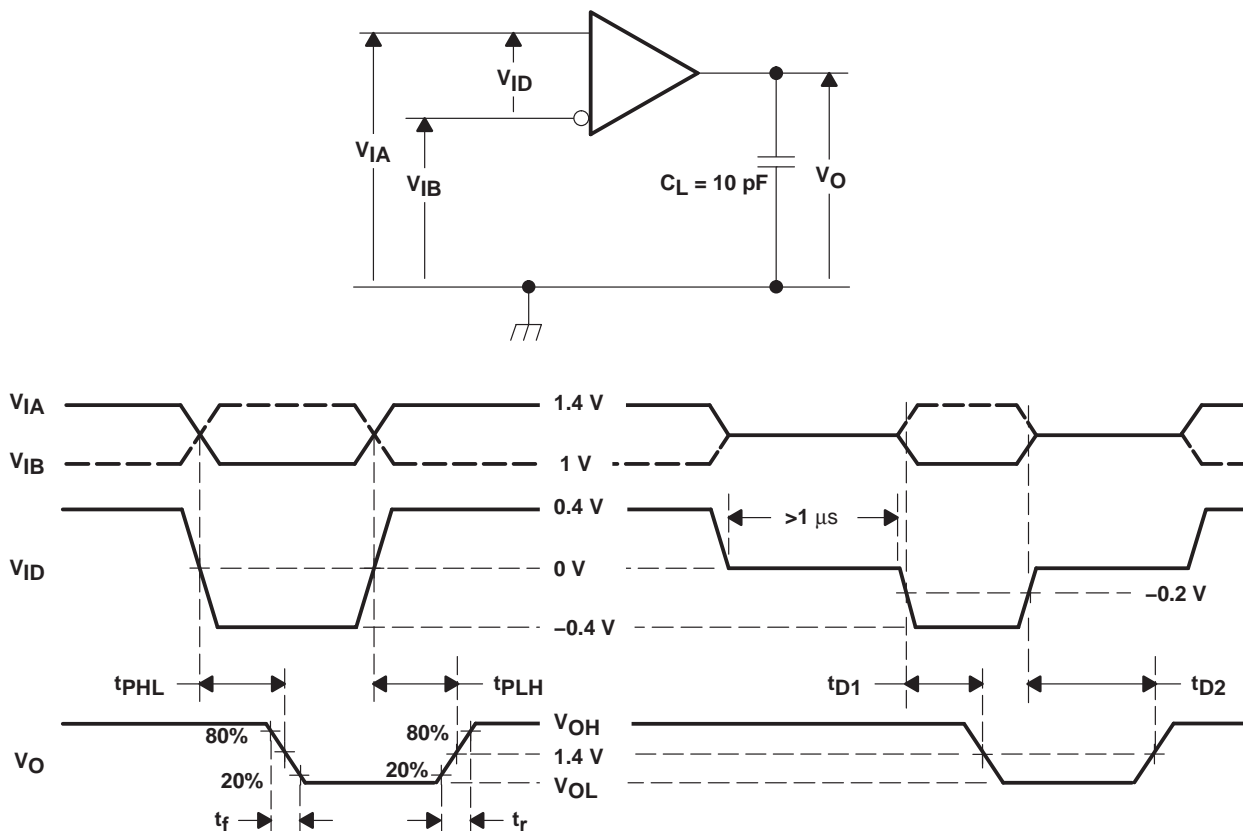 VID
VIA
VIB
CL = 10 pF
VO
VIA
1.4 V
VIB
1 V
0.4 V
>1 μs
VID
0 V
–0.2 V
–0.4 V
tPHL
tPLH
tD1
tD2
VOH
80%
80%
VO
1.4 V
20%
20%
VOL
tf
tr